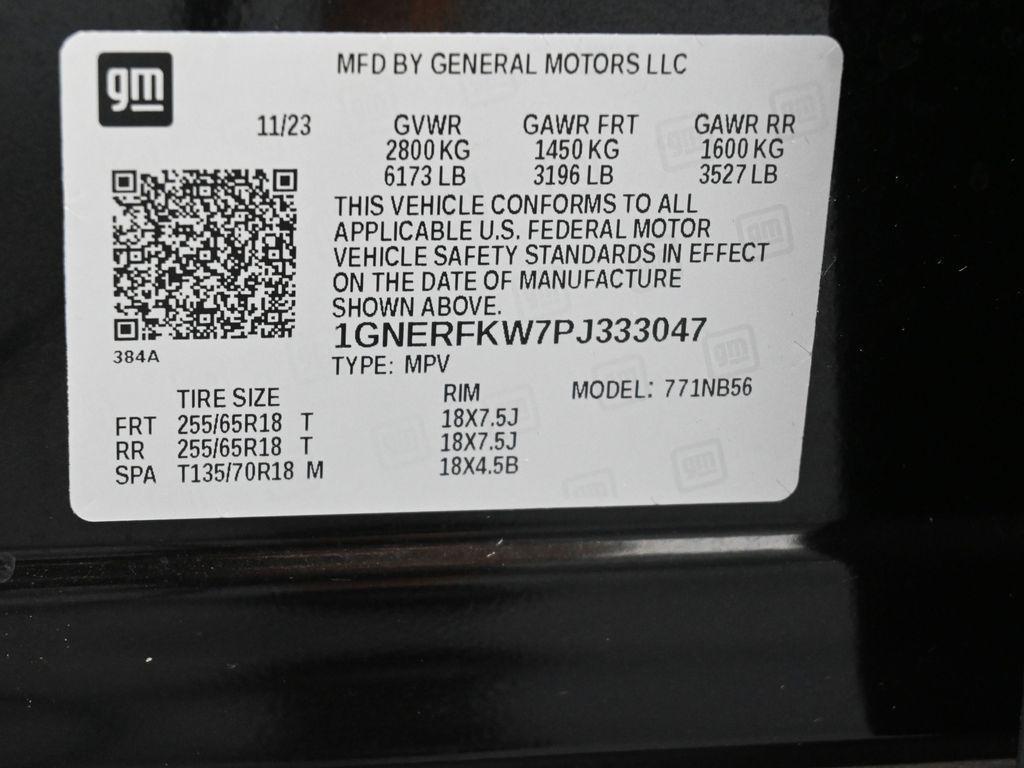 gm
MFD BY GENERAL MOTORS LLC
11/23 GVWR GAWR FRT GAWR RR
2800 KG 1450 KG 1600 KG
6173 LB 3196 LB 3527 LB
THIS VEHICLE CONFORMS TO ALL
APPLICABLE U.S. FEDERAL MOTOR
VEHICLE SAFETY STANDARDS IN EFFECT
ON THE DATE OF MANUFACTURE
SHOWN ABOVE.
1GNERFKW7PJ333047
384A
TYPE: MPV
TIRE SIZE RIM MODEL: 771NB56
FRT 255/65R18 T 18X7.5J
RR 255/65R18 T 18X7.5J
SPA T135/70R18 M 18X4.5B